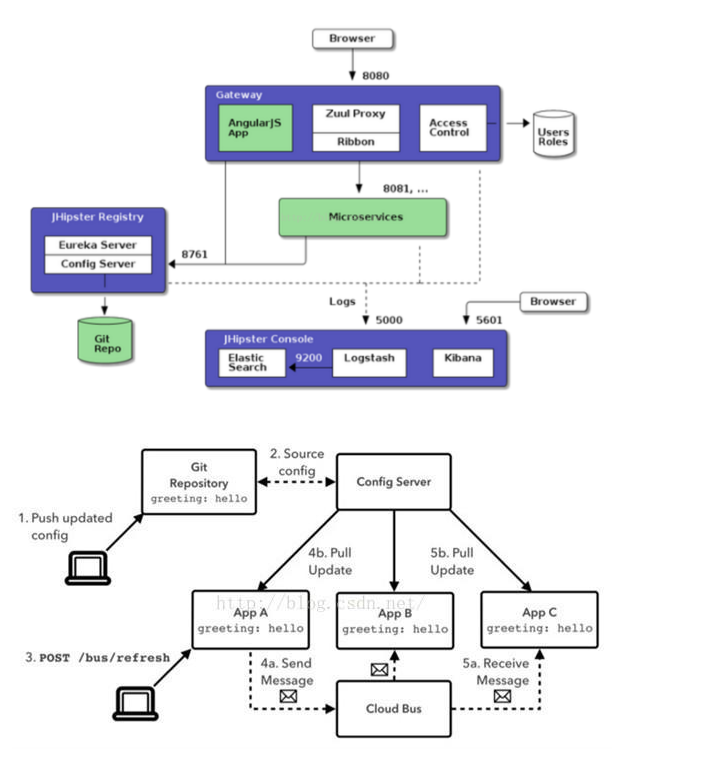 Browser
8080
Gateway
AngularJS
App
Zuul Proxy
Ribbon
Access
Control
Users
Roles
8081, ...
Microservices
JHipster Registry
Eureka Server
Config Server
8761
Git
Repo
Logs
5000
Browser
5601
JHipster Console
Elastic
Search
9200
Logstash
Kibana
Git
Repository
greeting: hello
2. Source
config
Config Server
1. Push updated
config
4b. Pull
Update
5b. Pull
Update
http://blog.csdn.net/
App A
greeting: hello
App B
greeting: hello
App C
greeting: hello
3. POST /bus/refresh
4a. Send
Message
5a. Receive
Message
Cloud Bus